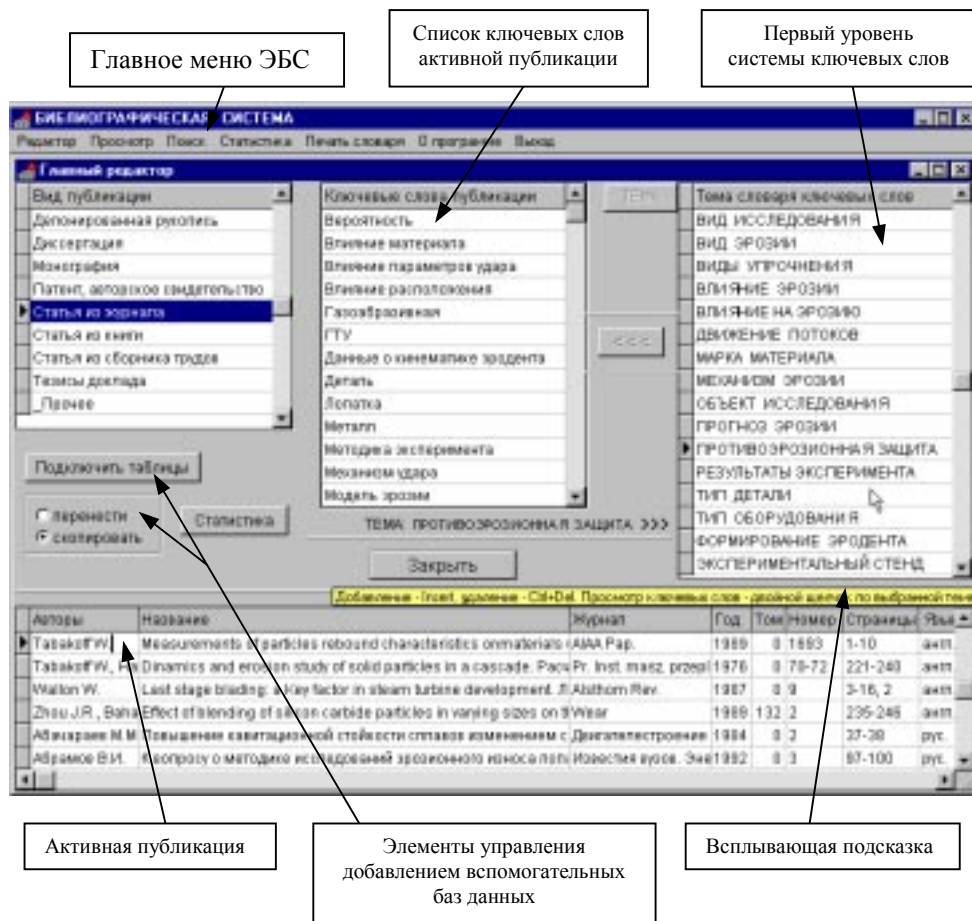 Главное меню ЭБС
Список ключевых слов
активной публикации
Первый уровень
системы ключевых слов
БИБЛИОГРАФИЧЕСКАЯ СИСТЕМА
Редактор Просмотр Поиск Статистика Печать словаря О программе Выход
Главный редактор
Вид публикации
Депонированная рукопись
Диссертация
Монография
Патент, авторское свидетельство
Статья из журнала
Статья из книги
Статья из сборника трудов
Тезисы доклада
_Прочее
Ключевые слова публикации
Вероятность
Влияние материала
Влияние параметров удара
Влияние расположения
Газоабразивная
ГТУ
Данные о кинематике эродента
Деталь
Лопатка
Металл
Методика эксперимента
Механизм удара
Модель эрозии
<<<
Тема словаря ключевых слов
ВИД ИССЛЕДОВАНИЯ
ВИД ЭРОЗИИ
ВИДЫ УПРОЧНЕНИЯ
ВЛИЯНИЕ ЭРОЗИИ
ВЛИЯНИЕ НА ЭРОЗИЮ
ДВИЖЕНИЕ ПОТОКОВ
МАРКА МАТЕРИАЛА
МЕХАНИЗМ ЭРОЗИИ
ОБЪЕКТ ИССЛЕДОВАНИЯ
ПРОГНОЗ ЭРОЗИИ
ПРОТИВОЭРОЗИОННАЯ ЗАЩИТА
РЕЗУЛЬТАТЫ ЭКСПЕРИМЕНТА
ТИП ДЕТАЛИ
ТИП ОБОРУДОВАНИЯ
ФОРМИРОВАНИЕ ЭРОДЕНТА
ЭКСПЕРИМЕНТАЛЬНЫЙ СТЕНД
Подключить таблицы
перенести
скопировать
Статистика
ТЕМА ПРОТИВОЭРОЗИОННАЯ ЗАЩИТА >>>
Закрыть
Добавление - Insert, удаление - Ctrl+Del. Просмотр ключевых слов - двойной щелчок по выбранной теме
Авторы Название Журнал Год Том Номер Страницы Язык
Tabakoff W. Measurements of particles rebound characteristics onmaterials AIAA Pap. 1989 0 1693 1-10 англ.
Tabakoff W., Dinamics and erosion study of solid particles in a cascade. Pr. Inst. masz. przepl 1976 0 70-72 221-240 англ.
Walton W. Last stage blading: a key factor in steam turbine development. Alsthom Rev. 1987 0 9 3-16, 2 англ.
Zhou J.R., Baha Effect of blending of silicon carbide particles in varying sizes on Wear 1989 132 2 235-246 англ.
Повышение кавитационной стойкости сплавов изменением с Двигателестроение 1984 0 2 37-38 рус.
Абрамов В.И. К вопросу о методике исследований эрозионного износа Известия вузов. Эне 1992 0 3 97-100 рус.
Активная публикация
Элементы управления
добавлением вспомогательных
баз данных
Всплывающая подсказка